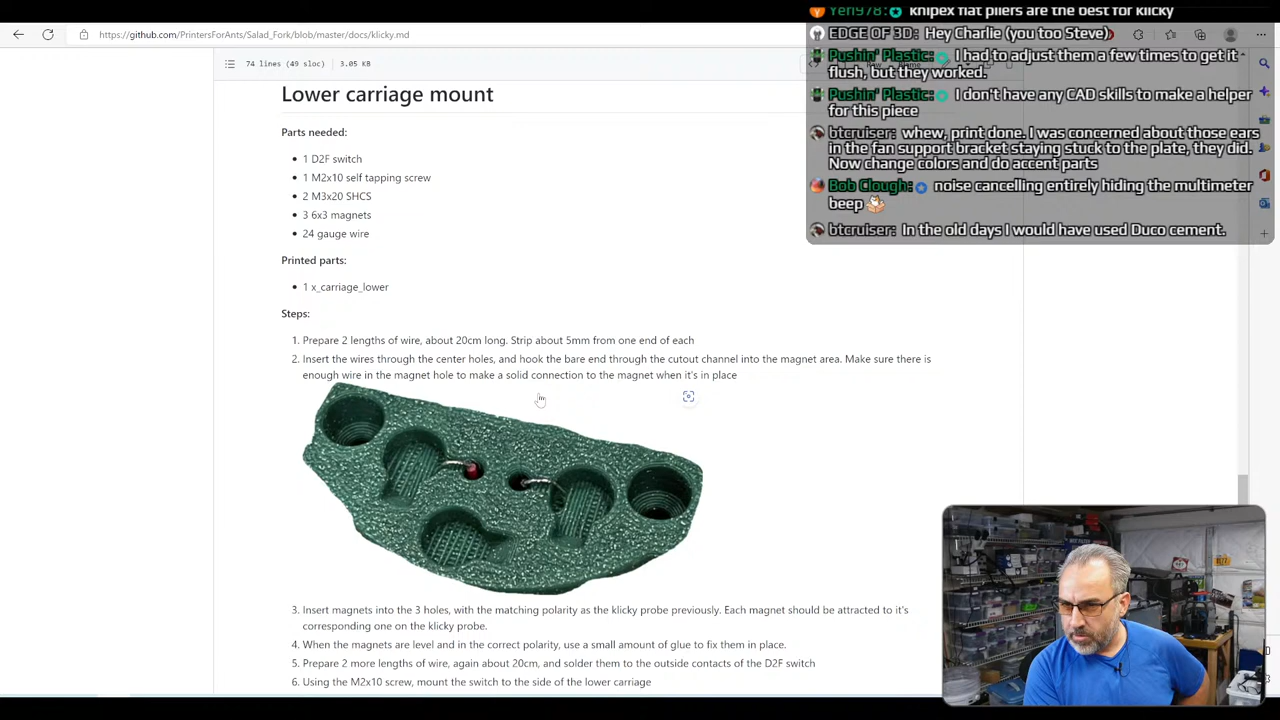 https://github.com/PrintersForAnts/Salad_Fork/blob/master/docs/klicky.md
74 lines (49 sloc)
3.05 KB
Lower carriage mount
Parts needed:
1 D2F switch
1 M2x10 self tapping screw
2 M3x20 SHCS
3 6x3 magnets
24 gauge wire
Printed parts:
1 x_carriage_lower
Steps:
1. Prepare 2 lengths of wire, about 20cm long. Strip about 5mm from one end of each
2. Insert the wires through the center holes, and hook the bare end through the cutout channel into the magnet area. Make sure there is
enough wire in the magnet hole to make a solid connection to the magnet when it's in place
3. Insert magnets into the 3 holes, with the matching polarity as the klicky probe previously. Each magnet should be attracted to it's
corresponding one on the klicky probe.
4. When the magnets are level and in the correct polarity, use a small amount of glue to fix them in place.
5. Prepare 2 more lengths of wire, again about 20cm, and solder them to the outside contacts of the D2F switch
6. Using the M2x10 screw, mount the switch to the side of the lower carriage
Yen978: knipex flat pliers are the best for klicky
EDGE OF 3D: Hey Charlie (you too Steve)
Pushin' Plastic: I had to adjust them a few times to get it
flush, but they worked.
Pushin' Plastic: I don't have any CAD skills to make a helper
for this piece
btcruiser: whew, print done. I was concerned about those ears
in the fan support bracket staying stuck to the plate, they did.
Now change colors and do accent parts
Bob Clough: noise cancelling entirely hiding the multimeter
beep
btcruiser: In the old days I would have used Duco cement.